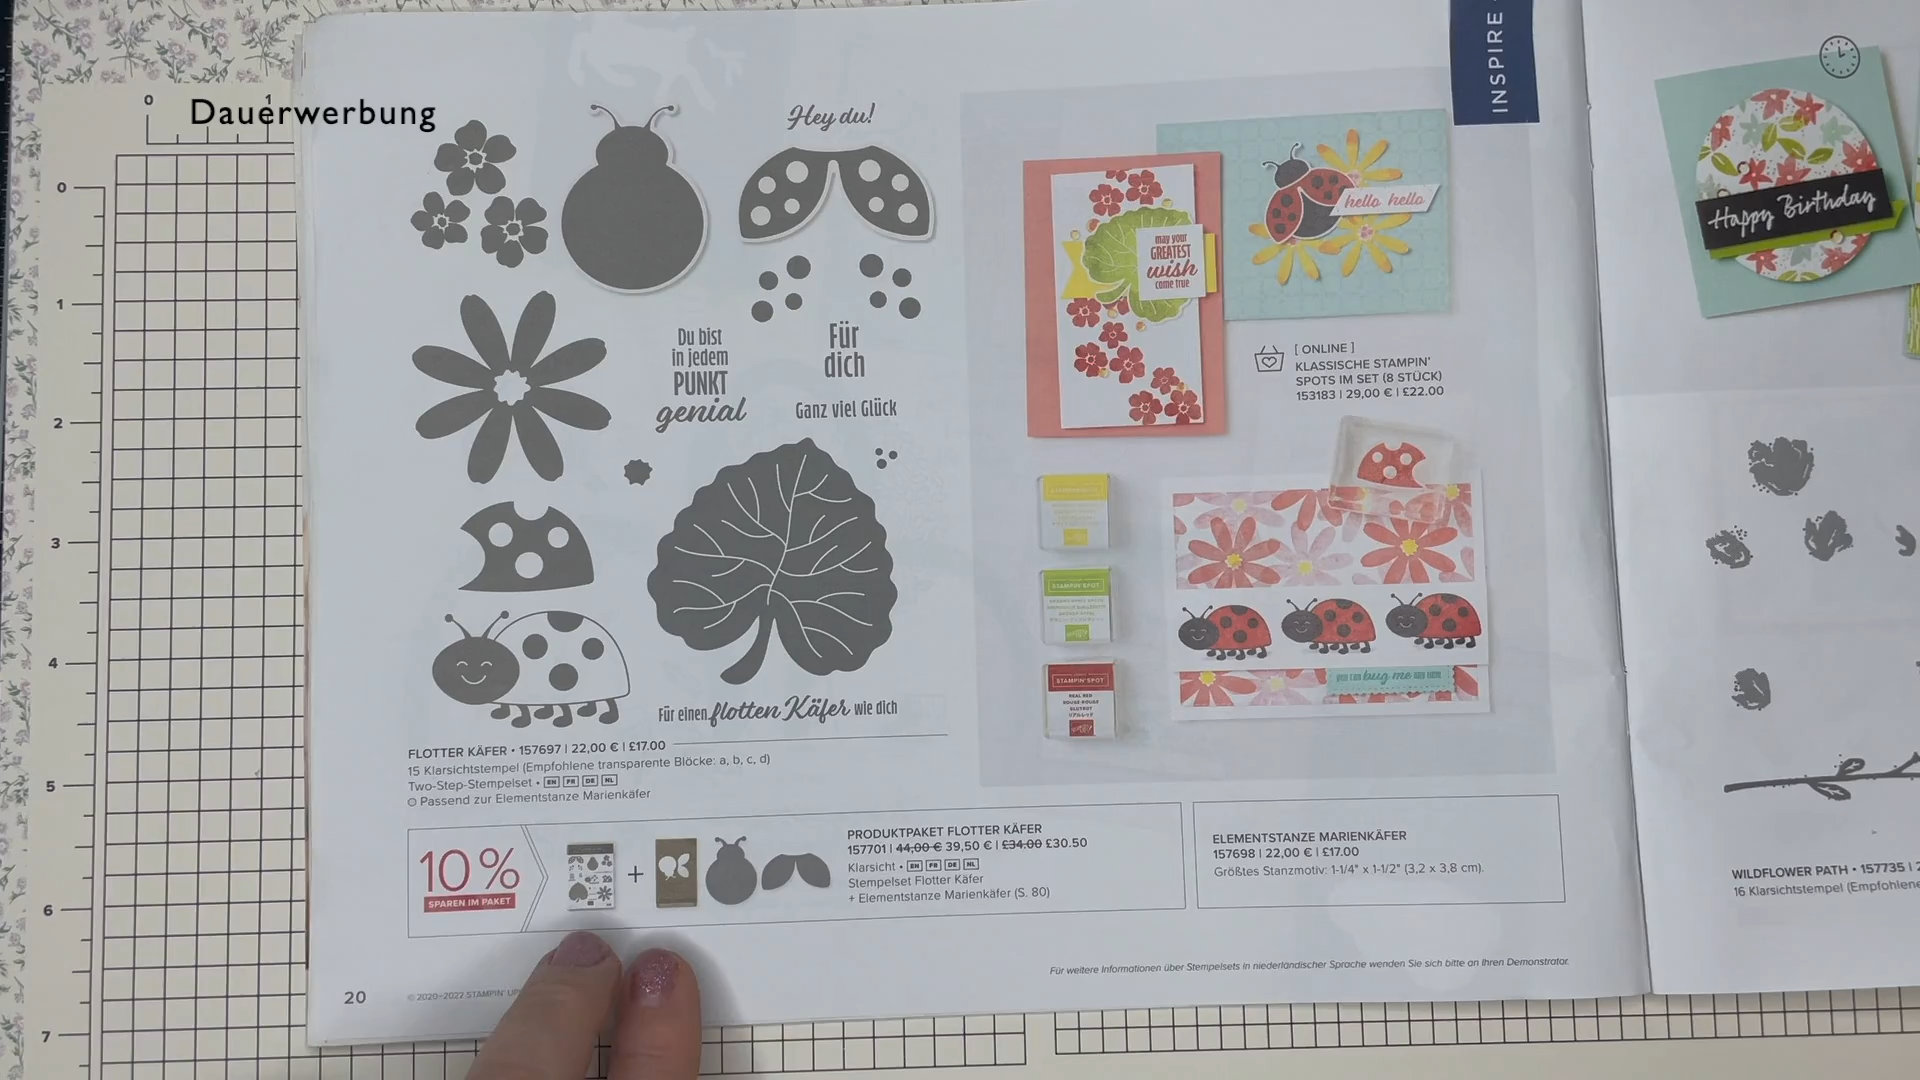 Dauerwerbung
INSPIRE
Hey du!
Du bist
in jedem
PUNKT
genial
Für
dich
Ganz viel Glück
Für einen flotten Käfer wie dich
FLOTTER KÄFER • 157697 | 22,00 € | £17.00
15 Klarsichtstempel (Empfohlene transparente Blöcke: a, b, c, d)
Two-Step-Stempelset • EN FR DE NL
Passend zur Elementstanze Marienkäfer
10 %
SPAREN IM PAKET
+
PRODUKTPAKET FLOTTER KÄFER
157701 | 44,00 € 39,50 € | £34.00 £30.50
Klarsicht • EN FR DE NL
Stempelset Flotter Käfer
+ Elementstanze Marienkäfer (S. 80)
ELEMENTSTANZE MARIENKÄFER
157698 | 22,00 € | £17.00
Größtes Stanzmotiv: 1-1/4" x 1-1/2" (3,2 x 3,8 cm).
Für weitere Informationen über Stempelsets in niederländischer Sprache wenden Sie sich bitte an Ihren Demonstrator.
20
© 2020–2022 STAMPIN' UP
may your
GREATEST
wish
come true
hello hello
[ ONLINE ]
KLASSISCHE STAMPIN'
SPOTS IM SET (8 STÜCK)
153183 | 29,00 € | £22.00
STAMPIN' SPOT
STAMPIN' SPOT
REAL RED
ROUGE-ROUGE
BLUTROT
you can bug me any time
Happy Birthday
WILDFLOWER PATH • 157735 | 2
16 Klarsichtstempel (Empfohlene
0
1
0
1
2
3
4
5
6
7